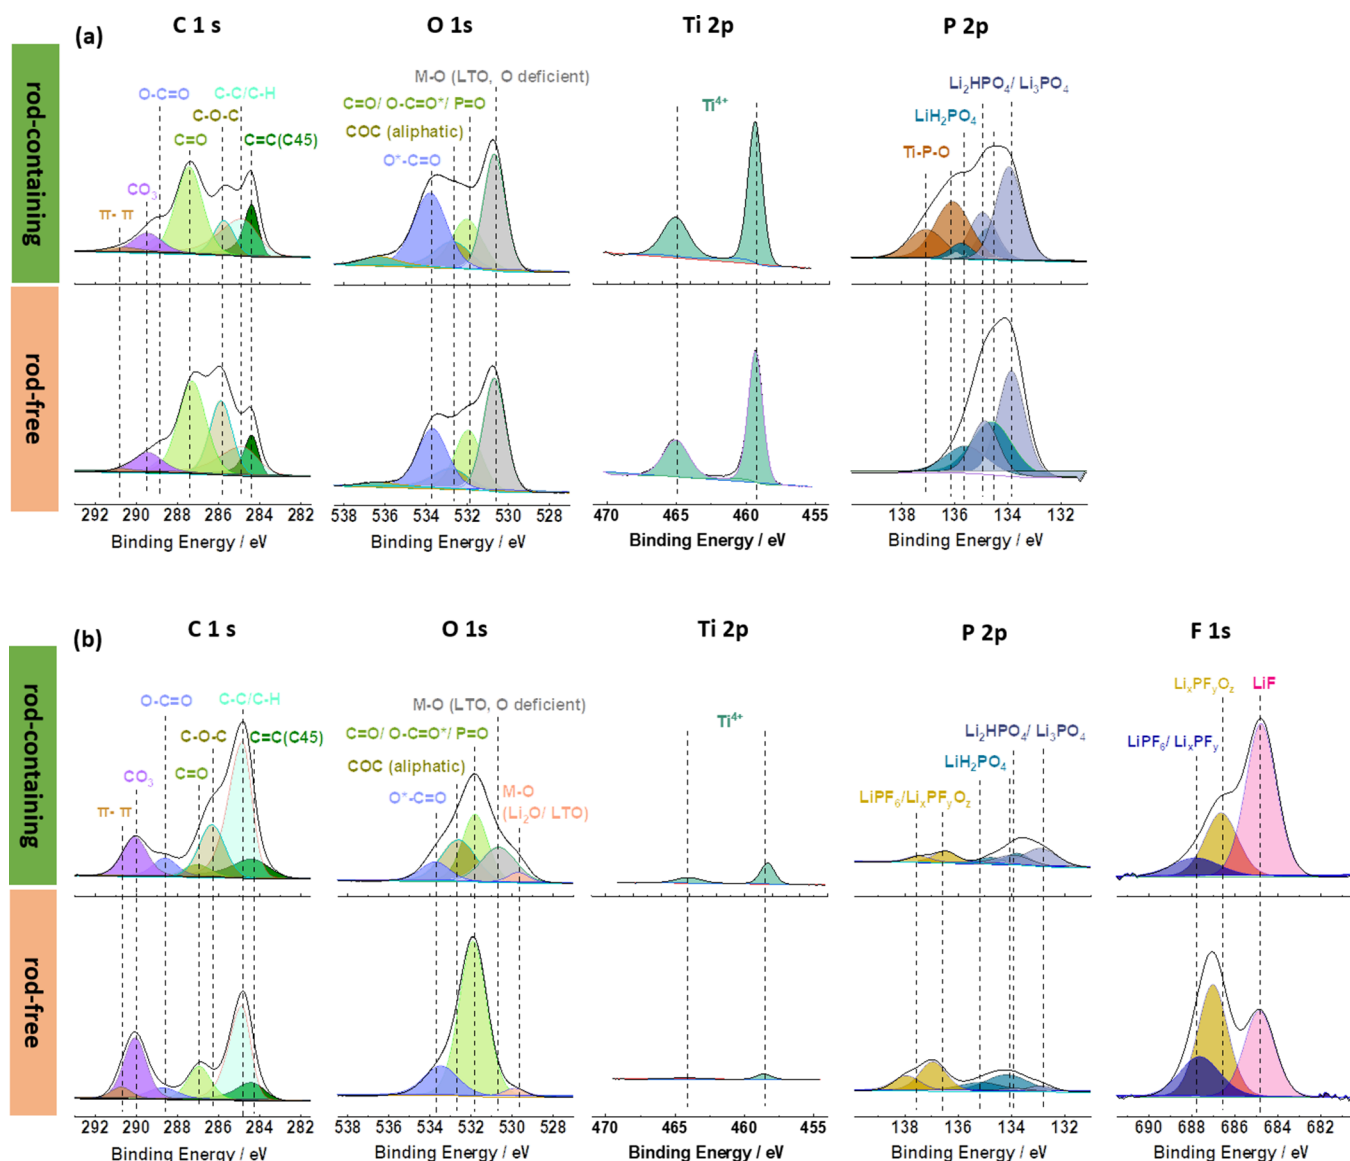 (a)
C 1 s
O 1s
Ti 2p
P 2p
rod-containing
O-C=O
C-C/C-H
C-O-C
C=O
C=C(C45)
CO₃
π- π
M-O (LTO, O deficient)
C=O/ O-C=O*/ P=O
COC (aliphatic)
O*-C=O
Ti⁴⁺
Li₂HPO₄/ Li₃PO₄
LiH₂PO₄
Ti-P-O
rod-free
292 290 288 286 284 282
538 536 534 532 530 528
470 465 460 455
138 136 134 132
Binding Energy / eV
Binding Energy / eV
Binding Energy / eV
Binding Energy / eV
(b)
C 1s
O 1s
Ti 2p
P 2p
F 1s
rod-containing
O-C=O
C-C/C-H
C-O-C
C=C(C45)
CO₃
C=O
π- π
M-O (LTO, O deficient)
C=O/ O-C=O*/ P=O
COC (aliphatic)
O*-C=O
M-O
(Li₂O/ LTO)
Ti⁴⁺
Li₂HPO₄/ Li₃PO₄
LiH₂PO₄
LiPF₆/LiₓPFᵧO_z
LiₓPFᵧO_z
LiF
LiPF₆/ LiₓPFᵧ
rod-free
292 290 288 286 284 282
538 536 534 532 530 528
470 465 460 455
138 136 134 132
690 688 686 684 682
Binding Energy / eV
Binding Energy / eV
Binding Energy / eV
Binding Energy / eV
Binding Energy / eV